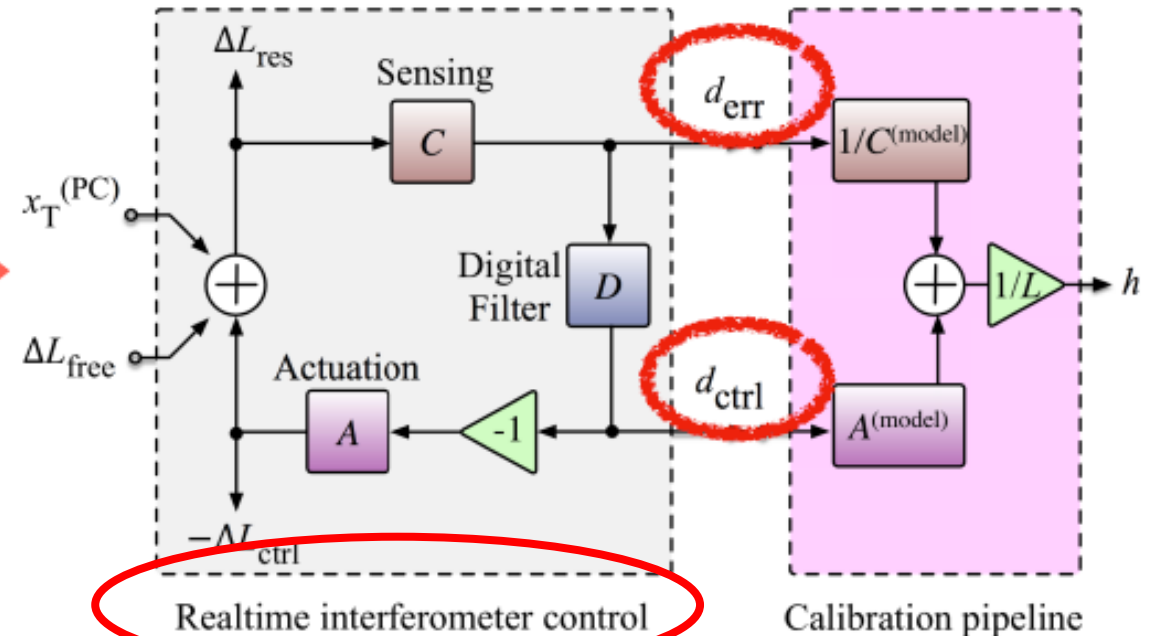 ΔL_res
Sensing
C
d_err
1/C^(model)
x_T^(PC)
Digital
Filter
D
1/L
h
ΔL_free
Actuation
A
-1
d_ctrl
A^(model)
−ΔL_ctrl
Realtime interferometer control
Calibration pipeline